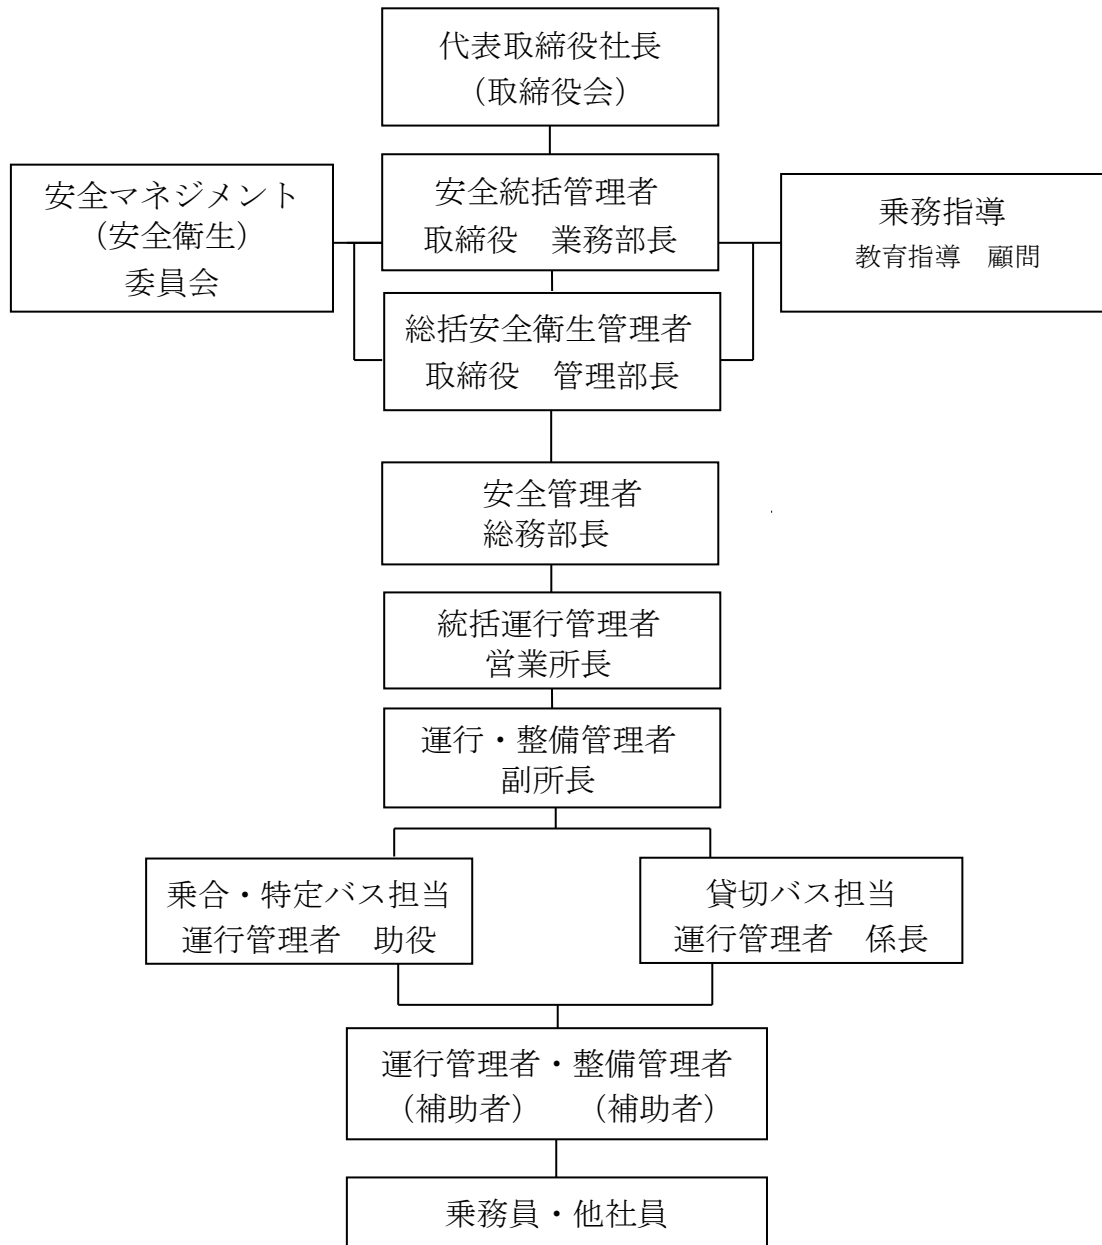 代表取締役社長
（取締役会）
安全マネジメント
（安全衛生）
委員会
安全統括管理者
取締役　業務部長
乗務指導
教育指導　顧問
総括安全衛生管理者
取締役　管理部長
安全管理者
総務部長
統括運行管理者
営業所長
運行・整備管理者
副所長
乗合・特定バス担当
運行管理者　助役
貸切バス担当
運行管理者　係長
運行管理者・整備管理者
（補助者）　（補助者）
乗務員・他社員